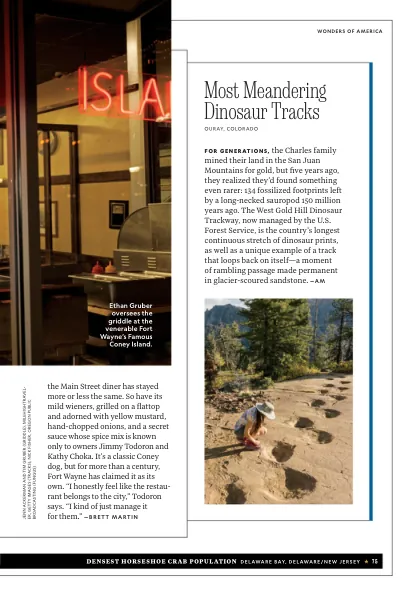 WONDERS OF AMERICA
ISLA
Ethan Gruber
oversees the
griddle at the
venerable Fort
Wayne's Famous
Coney Island.
the Main Street diner has stayed
more or less the same. So have its
mild wieners, grilled on a flattop
and adorned with yellow mustard,
hand-chopped onions, and a secret
sauce whose spice mix is known
only to owners Jimmy Todoron and
Kathy Choka. It's a classic Coney
dog, but for more than a century,
Fort Wayne has claimed it as its
own. "I honestly feel like the restau-
rant belongs to the city," Todoron
says. "I kind of just manage it
for them." —BRETT MARTIN
Most Meandering
Dinosaur Tracks
OURAY, COLORADO
FOR GENERATIONS, the Charles family
mined their land in the San Juan
Mountains for gold, but five years ago,
they realized they'd found something
even rarer: 134 fossilized footprints left
by a long-necked sauropod 150 million
years ago. The West Gold Hill Dinosaur
Trackway, now managed by the U.S.
Forest Service, is the country's longest
continuous stretch of dinosaur prints,
as well as a unique example of a track
that loops back on itself—a moment
of rambling passage made permanent
in glacier-scoured sandstone. —AM
DENSEST HORSESHOE CRAB POPULATION DELAWARE BAY, DELAWARE/NEW JERSEY ★ 75